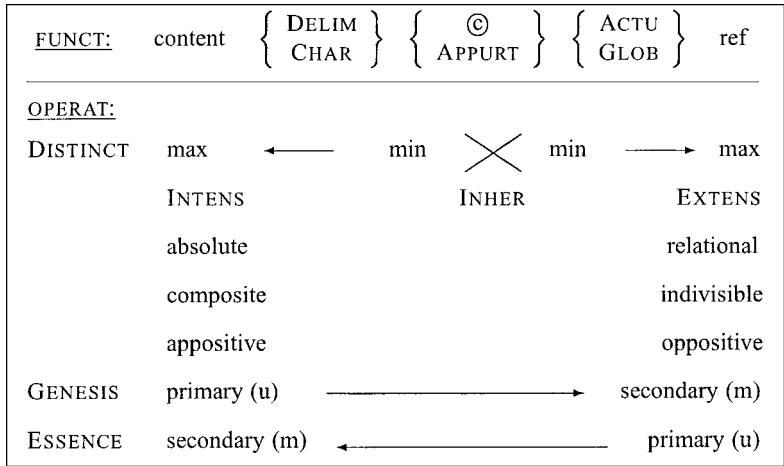 FUNCT: content { DELIM CHAR } { © APPURT } { ACTU GLOB } ref
OPERAT:
DISTINCT max ← min min → max
INTENS INHER EXTENS
absolute relational
composite indivisible
appositive oppositive
GENESIS primary (u) → secondary (m)
ESSENCE secondary (m) ← primary (u)